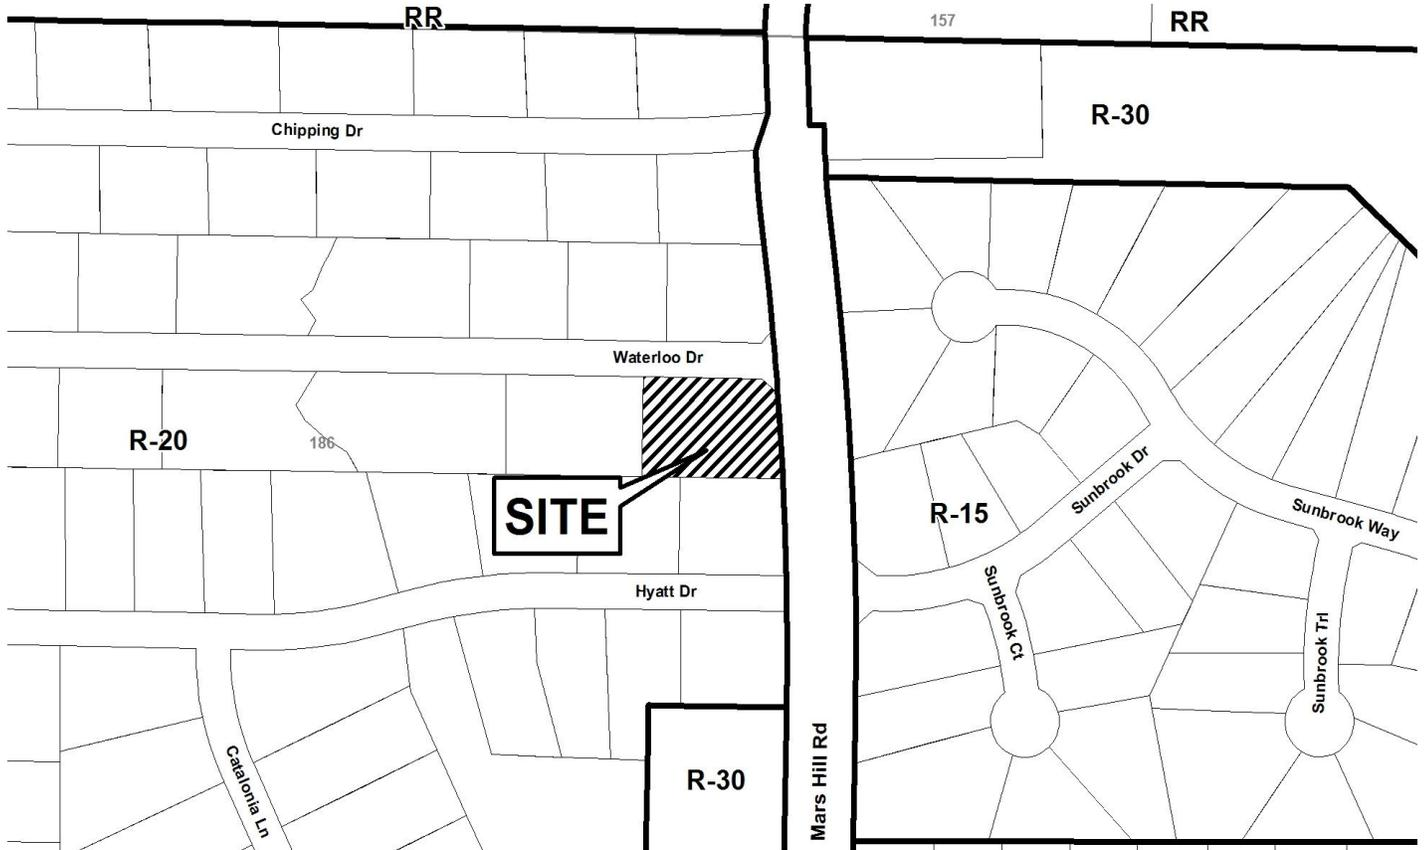 RR
157
RR
R-30
Chipping Dr
Waterloo Dr
R-20
186
SITE
R-15
Sunbrook Dr
Sunbrook Way
Hyatt Dr
Sunbrook Ct
Sunbrook Trl
R-30
Mars Hill Rd
Catalonia Ln